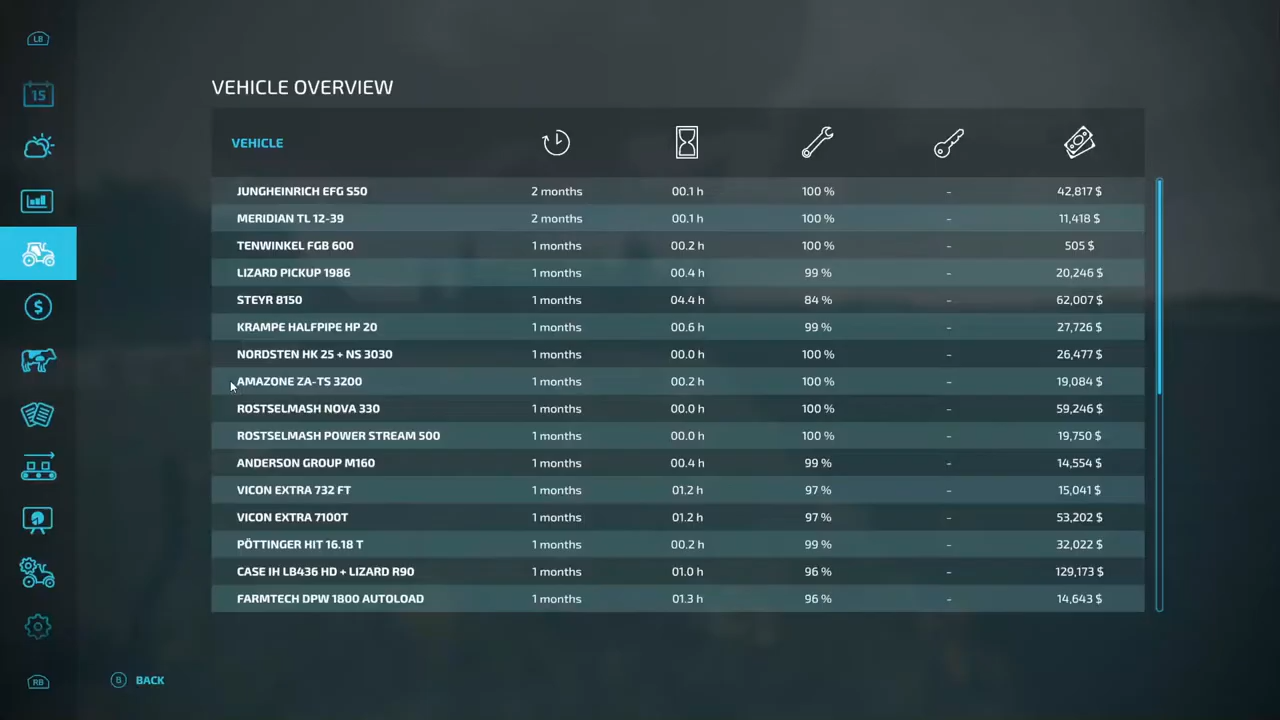 LB
15
VEHICLE OVERVIEW
VEHICLE
JUNGHEINRICH EFG S50 2 months 00.1 h 100 % - 42,817 $
MERIDIAN TL 12-39 2 months 00.1 h 100 % - 11,418 $
TENWINKEL FGB 600 1 months 00.2 h 100 % - 505 $
LIZARD PICKUP 1986 1 months 00.4 h 99 % - 20,246 $
STEYR 8150 1 months 04.4 h 84 % - 62,007 $
KRAMPE HALFPIPE HP 20 1 months 00.6 h 99 % - 27,726 $
NORDSTEN HK 25 + NS 3030 1 months 00.0 h 100 % - 26,477 $
AMAZONE ZA-TS 3200 1 months 00.2 h 100 % - 19,084 $
ROSTSELMASH NOVA 330 1 months 00.0 h 100 % - 59,246 $
ROSTSELMASH POWER STREAM 500 1 months 00.0 h 100 % - 19,750 $
ANDERSON GROUP M160 1 months 00.4 h 99 % - 14,554 $
VICON EXTRA 732 FT 1 months 01.2 h 97 % - 15,041 $
VICON EXTRA 7100T 1 months 01.2 h 97 % - 53,202 $
PÖTTINGER HIT 16.18 T 1 months 00.2 h 99 % - 32,022 $
CASE IH LB436 HD + LIZARD R90 1 months 01.0 h 96 % - 129,173 $
FARMTECH DPW 1800 AUTOLOAD 1 months 01.3 h 96 % - 14,643 $
RB
B BACK